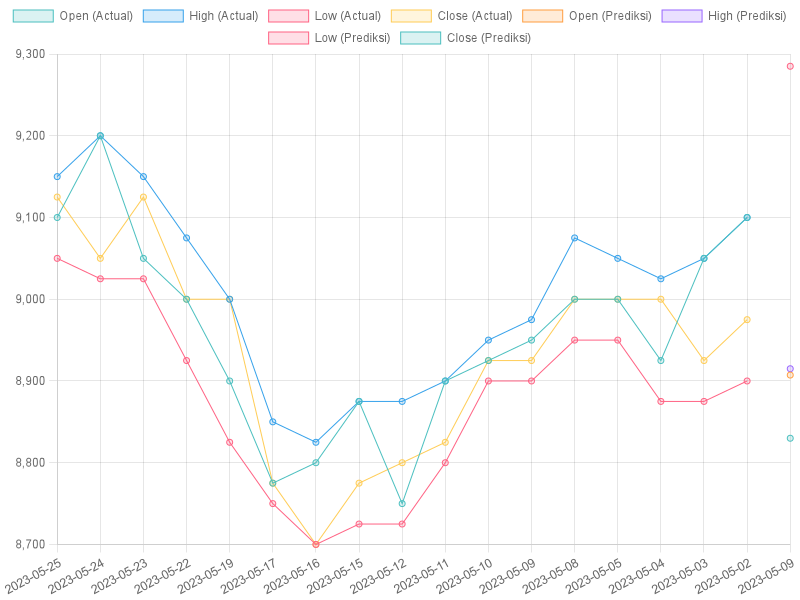 Open (Actual) High (Actual) Low (Actual) Close (Actual) Open (Prediksi) High (Prediksi)
Low (Prediksi) Close (Prediksi)
9,300
9,200
9,100
9,000
8,900
8,800
8,700
2023-05-25 2023-05-24 2023-05-23 2023-05-22 2023-05-19 2023-05-17 2023-05-16 2023-05-15 2023-05-12 2023-05-11 2023-05-10 2023-05-09 2023-05-08 2023-05-05 2023-05-04 2023-05-03 2023-05-02 2023-05-09